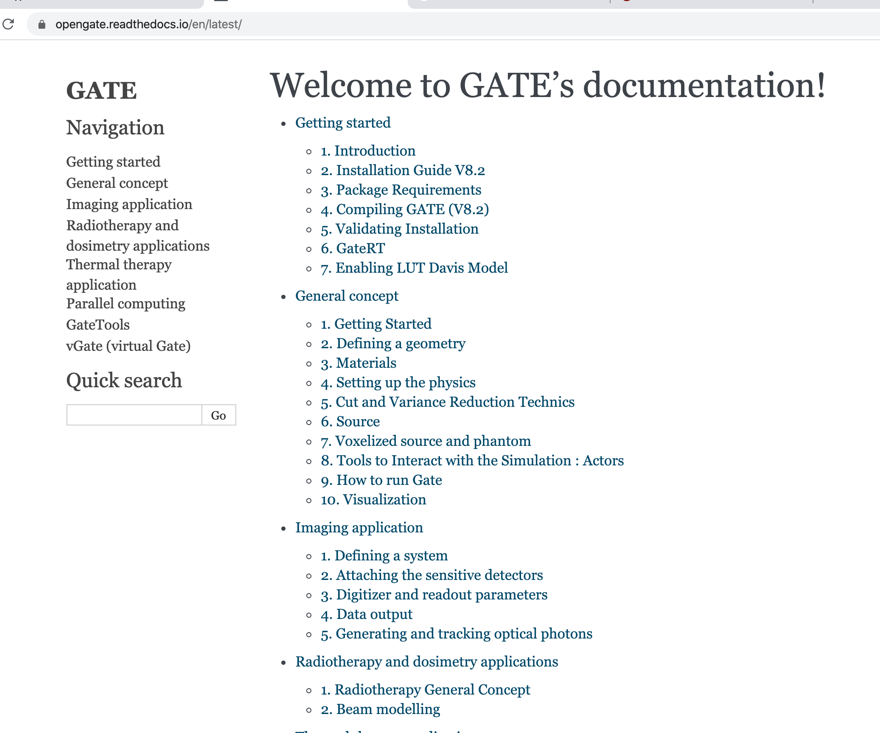 opengate.readthedocs.io/en/latest/
GATE
Navigation
Getting started
General concept
Imaging application
Radiotherapy and
dosimetry applications
Thermal therapy
application
Parallel computing
GateTools
vGate (virtual Gate)
Quick search
Go
Welcome to GATE’s documentation!
Getting started
1. Introduction
2. Installation Guide V8.2
3. Package Requirements
4. Compiling GATE (V8.2)
5. Validating Installation
6. GateRT
7. Enabling LUT Davis Model
General concept
1. Getting Started
2. Defining a geometry
3. Materials
4. Setting up the physics
5. Cut and Variance Reduction Technics
6. Source
7. Voxelized source and phantom
8. Tools to Interact with the Simulation : Actors
9. How to run Gate
10. Visualization
Imaging application
1. Defining a system
2. Attaching the sensitive detectors
3. Digitizer and readout parameters
4. Data output
5. Generating and tracking optical photons
Radiotherapy and dosimetry applications
1. Radiotherapy General Concept
2. Beam modelling